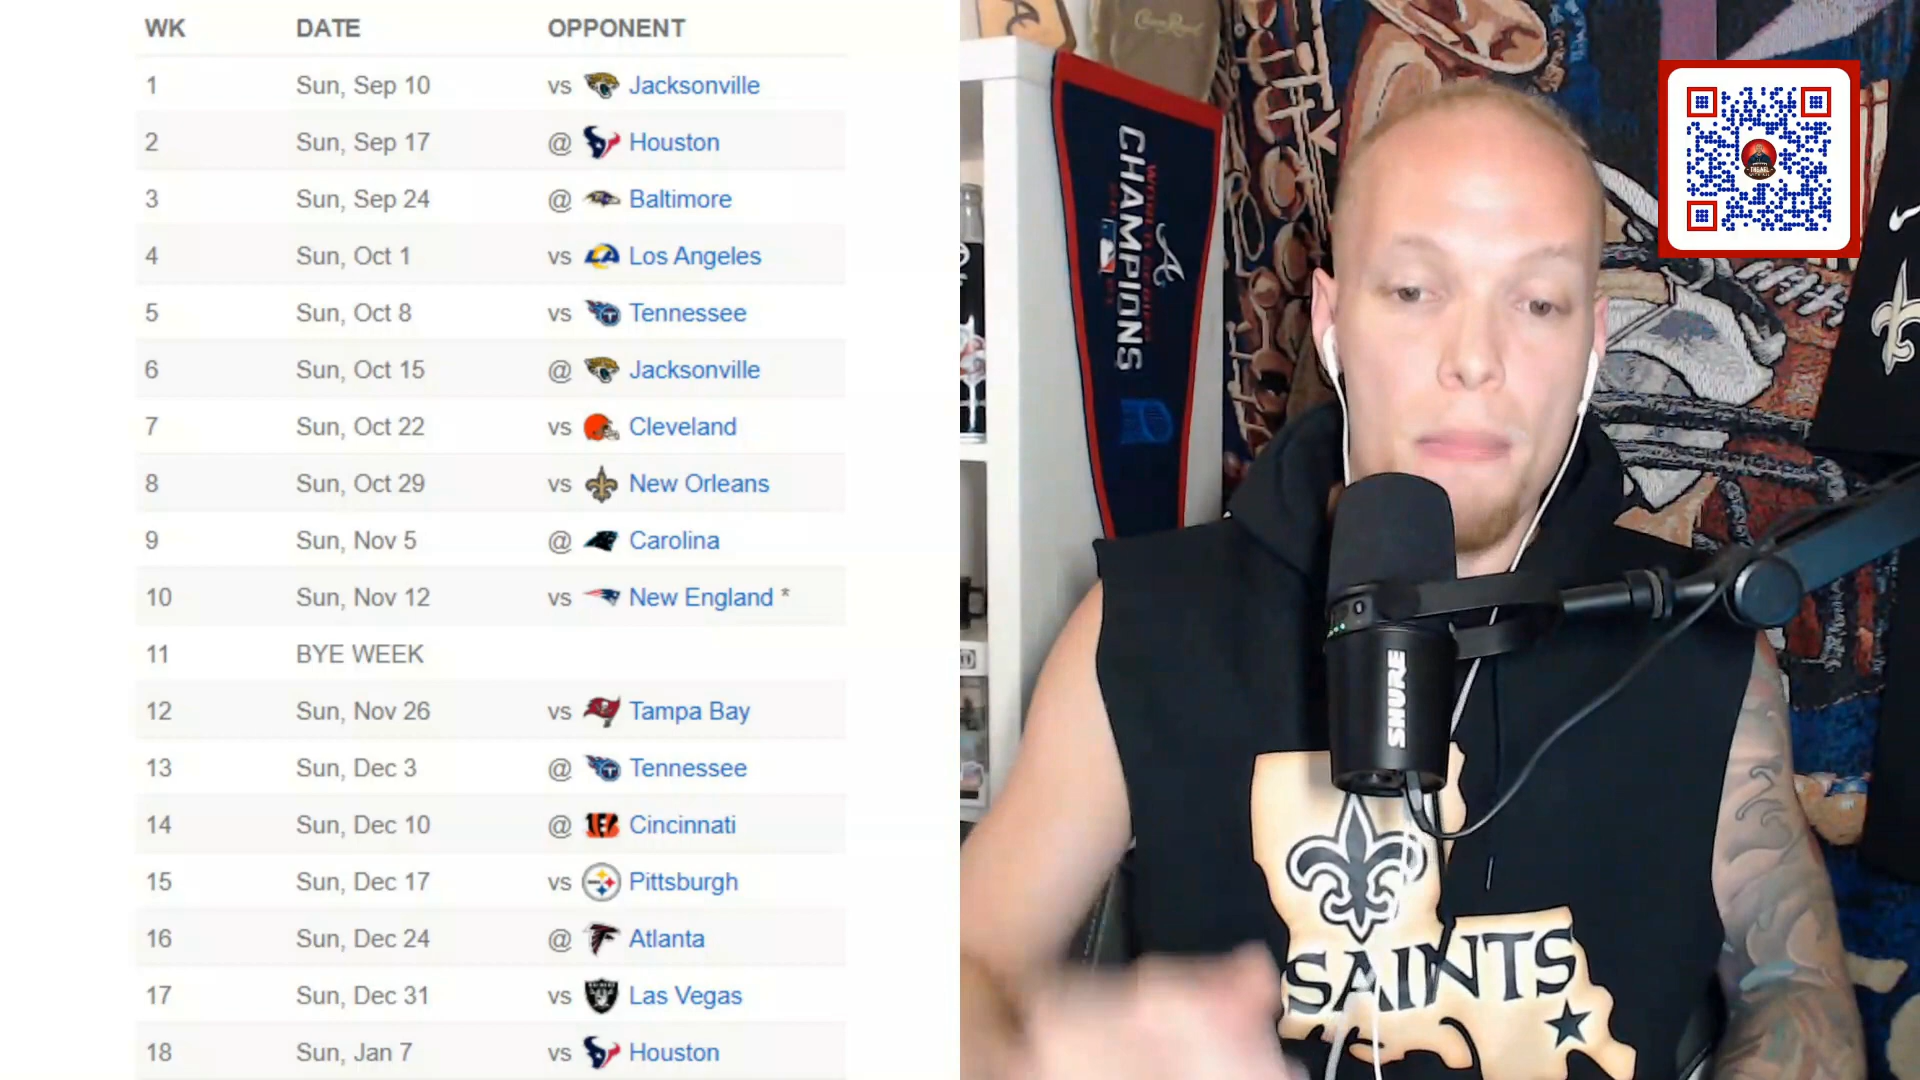 WK DATE OPPONENT
1 Sun, Sep 10 vs Jacksonville
2 Sun, Sep 17 @ Houston
3 Sun, Sep 24 @ Baltimore
4 Sun, Oct 1 vs Los Angeles
5 Sun, Oct 8 vs Tennessee
6 Sun, Oct 15 @ Jacksonville
7 Sun, Oct 22 vs Cleveland
8 Sun, Oct 29 vs New Orleans
9 Sun, Nov 5 @ Carolina
10 Sun, Nov 12 vs New England *
11 BYE WEEK
12 Sun, Nov 26 vs Tampa Bay
13 Sun, Dec 3 @ Tennessee
14 Sun, Dec 10 @ Cincinnati
15 Sun, Dec 17 vs Pittsburgh
16 Sun, Dec 24 @ Atlanta
17 Sun, Dec 31 vs Las Vegas
18 Sun, Jan 7 vs Houston
Crown Royal
CHAMPIONS
SHURE
SAINTS